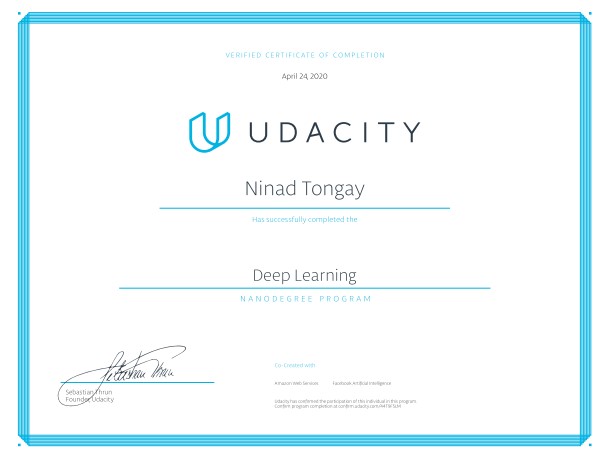 VERIFIED CERTIFICATE OF COMPLETION
April 24, 2020
UDACITY
Ninad Tongay
Has successfully completed the
Deep Learning
NANODEGREE PROGRAM
Co-Created with
Sebastian Thrun
Founder, Udacity
Amazon Web Services Facebook Artificial Intelligence
Udacity has confirmed the participation of this individual in this program.
Confirm program completion at confirm.udacity.com/